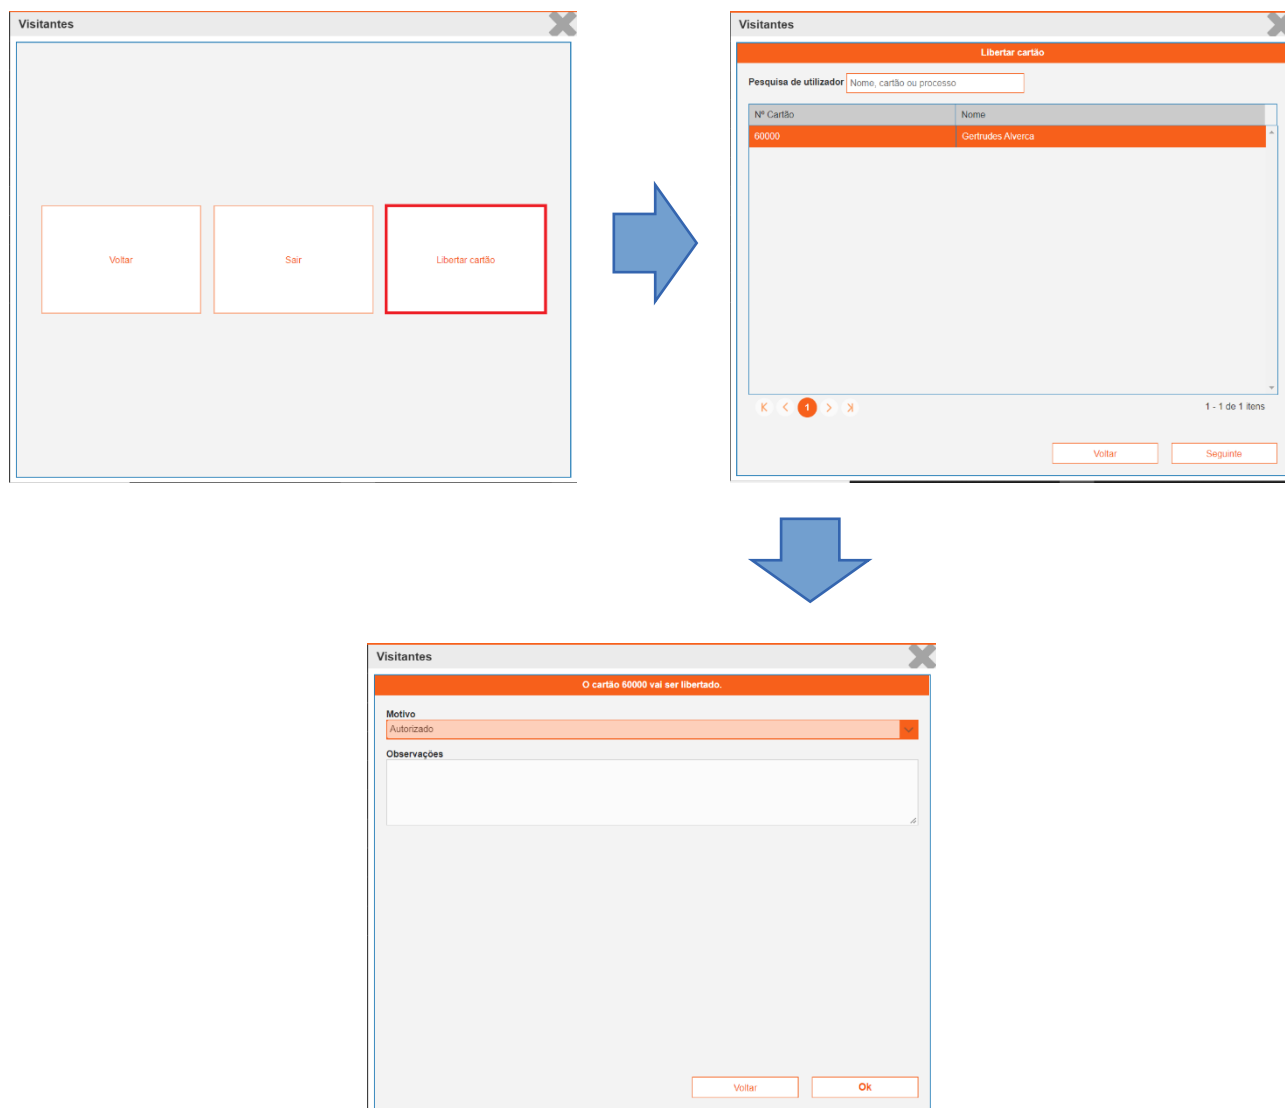 Visitantes
Voltar
Sair
Libertar cartão
Visitantes
Libertar cartão
Pesquisa de utilizador Nome, cartão ou processo
Nº Cartão Nome
60000 Gertrudes Alverca
1
1 - 1 de 1 itens
Voltar Seguinte
Visitantes
O cartão 60000 vai ser libertado.
Motivo
Autorizado
Observações
Voltar Ok